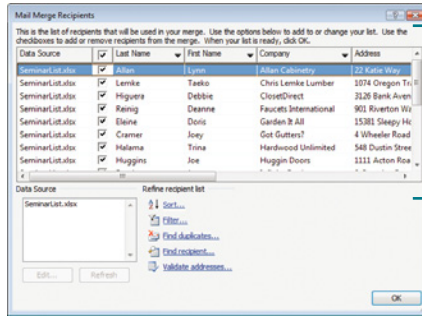 Mail Merge Recipients
This is the list of recipients that will be used in your merge. Use the options below to add to or change your list. Use the
checkboxes to add or remove recipients from the merge. When your list is ready, click OK.
Data Source Last Name First Name Company Address
SeminarList.xlsx Allan Lynn Allan Cabinetry 22 Katie Way
SeminarList.xlsx Lemke Taeko Chris Lemke Lumber 1074 Oregon
SeminarList.xlsx Higuera Debbie ClosetDirect 3126 Bank Aven
SeminarList.xlsx Reinig Deanne Faucets International 901 Riverton
SeminarList.xlsx Eleine Doris Garden It All 15381 Sleepy
SeminarList.xlsx Cramer Joey Got Gutters? 4 Wheeler Road
SeminarList.xlsx Halama Trina Hardwood Unlimited 548 Dustin Stree
SeminarList.xlsx Huggins Joe Huggin Doors 1111 Acton Roa
Data Source Refine recipient list
SeminarList.xlsx
Sort...
Filter...
Find duplicates...
Find recipient...
Validate addresses...
Edit... Refresh
OK